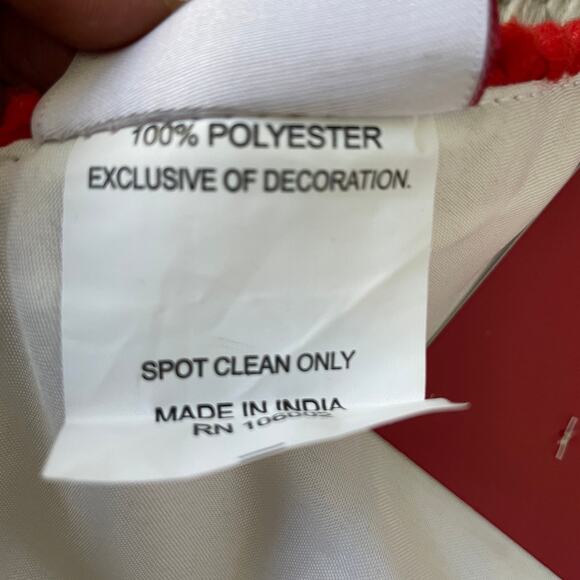 100% POLYESTER
EXCLUSIVE OF DECORATION.
SPOT CLEAN ONLY
MADE IN INDIA
RN